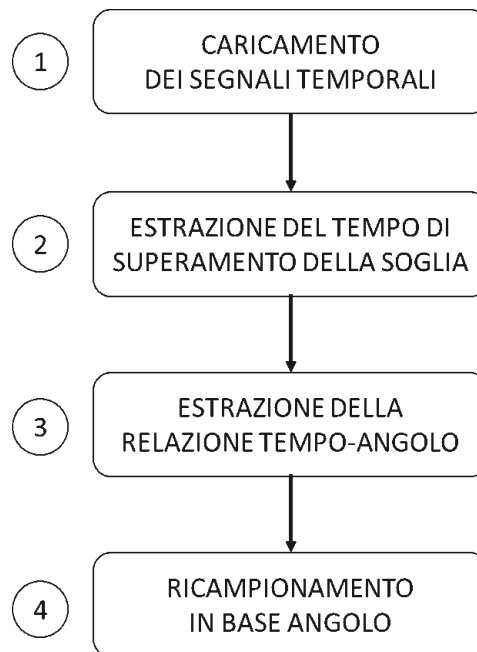 1
CARICAMENTO
DEI SEGNALI TEMPORALI
2
ESTRAZIONE DEL TEMPO DI
SUPERAMENTO DELLA SOGLIA
3
ESTRAZIONE DELLA
RELAZIONE TEMPO-ANGOLO
4
RICAMPIONAMENTO
IN BASE ANGOLO